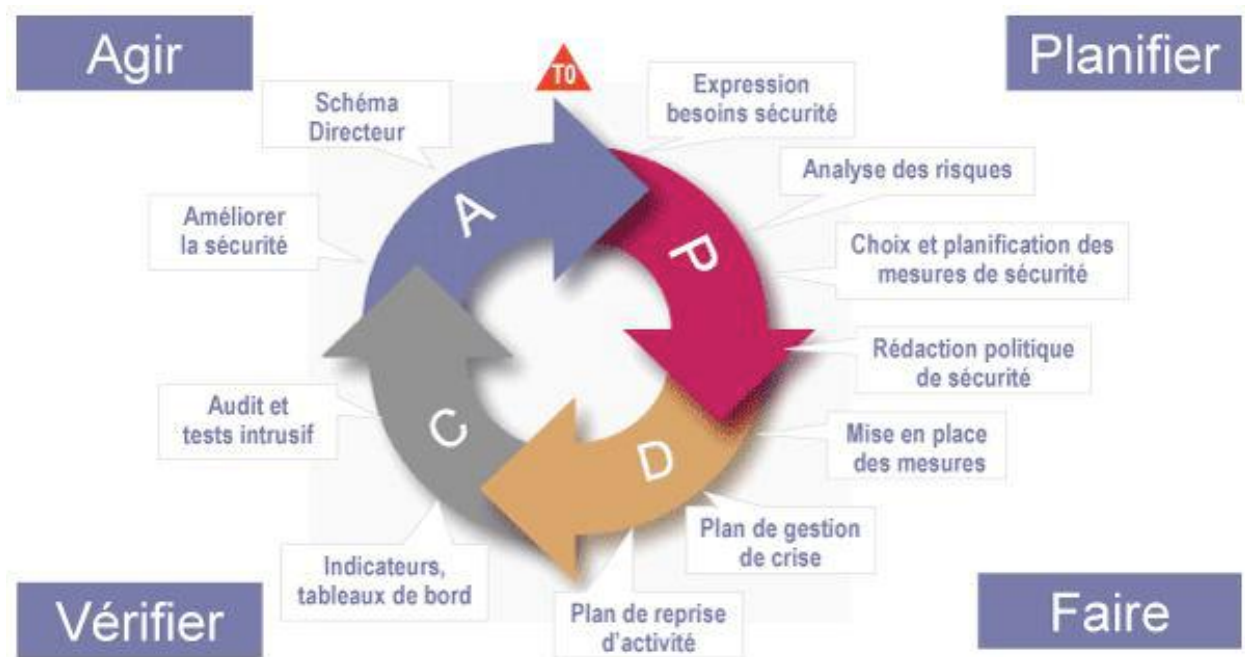 Agir
Planifier
T0
Schéma
Directeur
Expression
besoins sécurité
Analyse des risques
Améliorer
la sécurité
A
P
Choix et planification des
mesures de sécurité
Rédaction politique
de sécurité
Audit et
tests intrusif
C
D
Mise en place
des mesures
Plan de gestion
de crise
Indicateurs,
tableaux de bord
Plan de reprise
d'activité
Vérifier
Faire